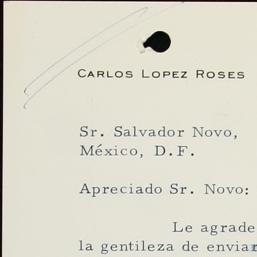 CARLOS LOPEZ ROSES
Sr. Salvador Novo,
México, D.F.
Apreciado Sr. Novo:
Le agrade
la gentileza de enviar